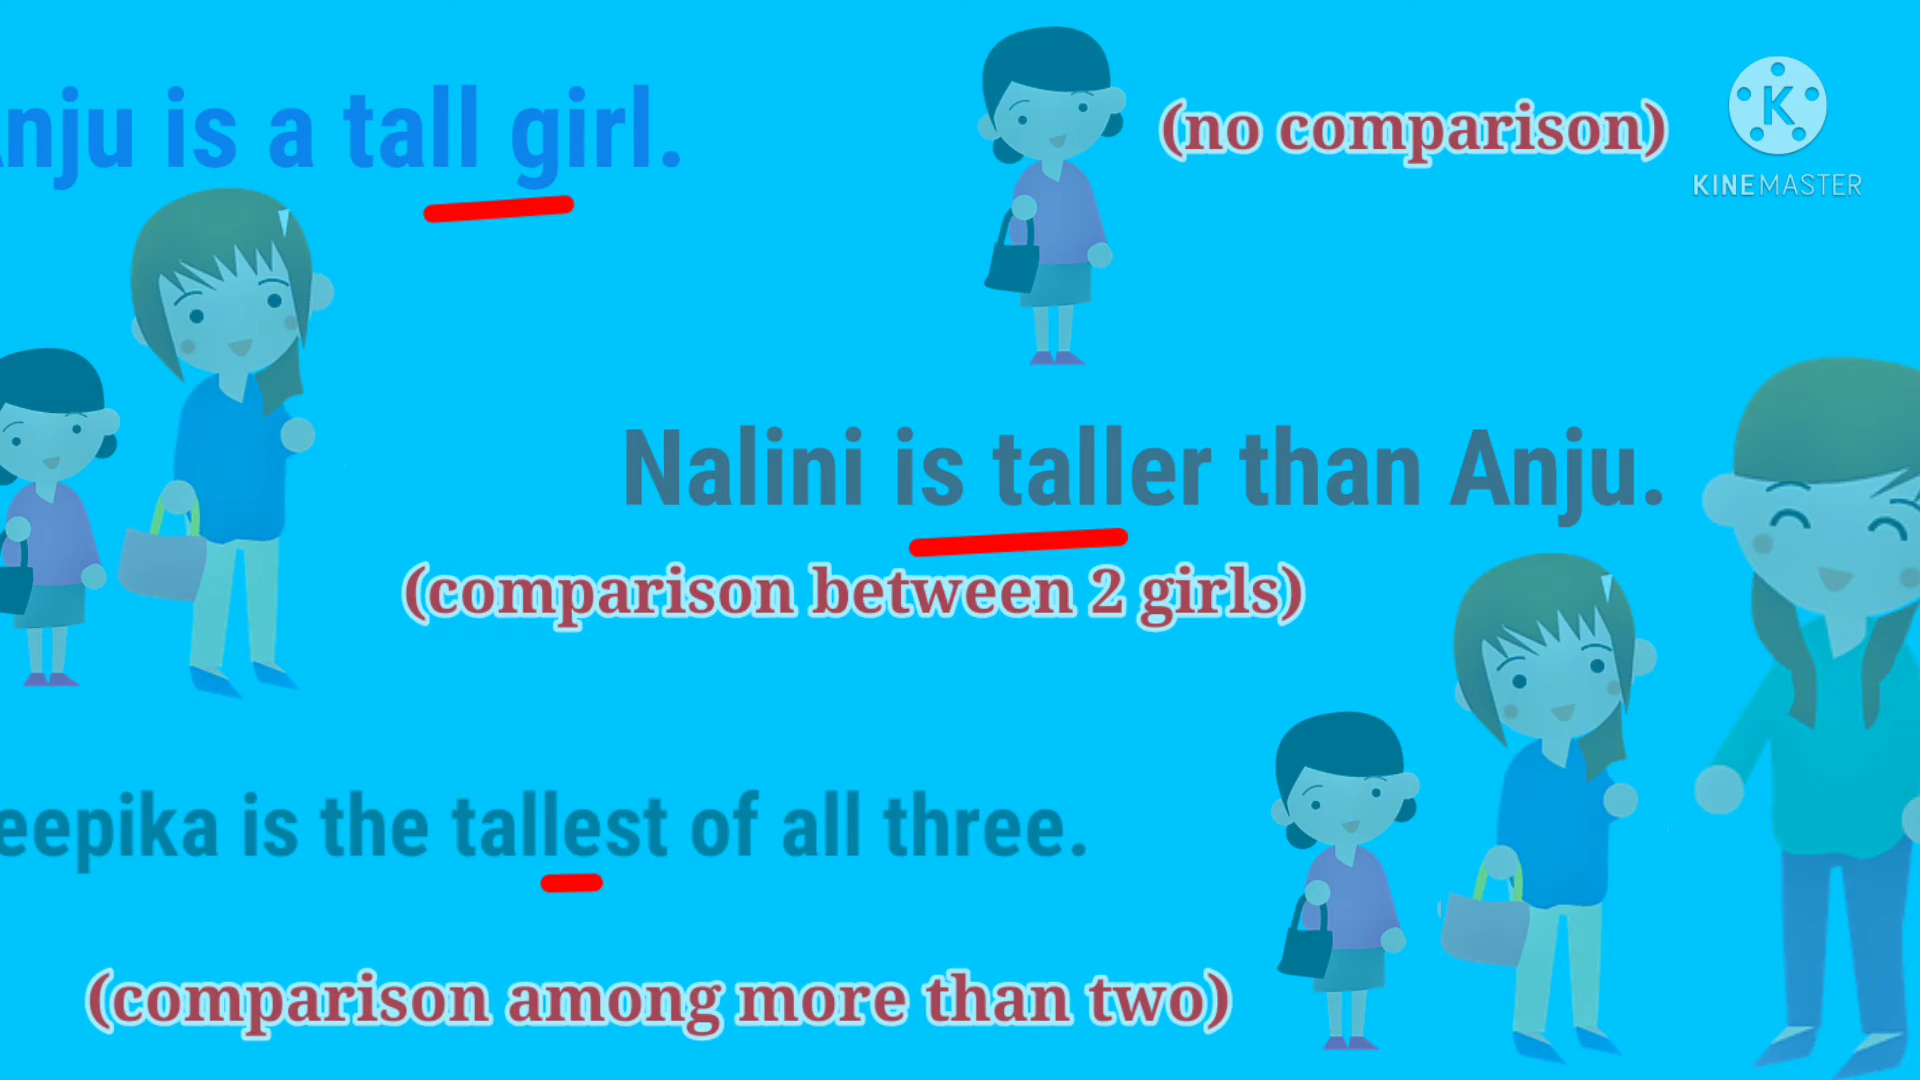 Anju is a tall girl.
(no comparison)
KINEMASTER
Nalini is taller than Anju.
(comparison between 2 girls)
eepika is the tallest of all three.
(comparison among more than two)